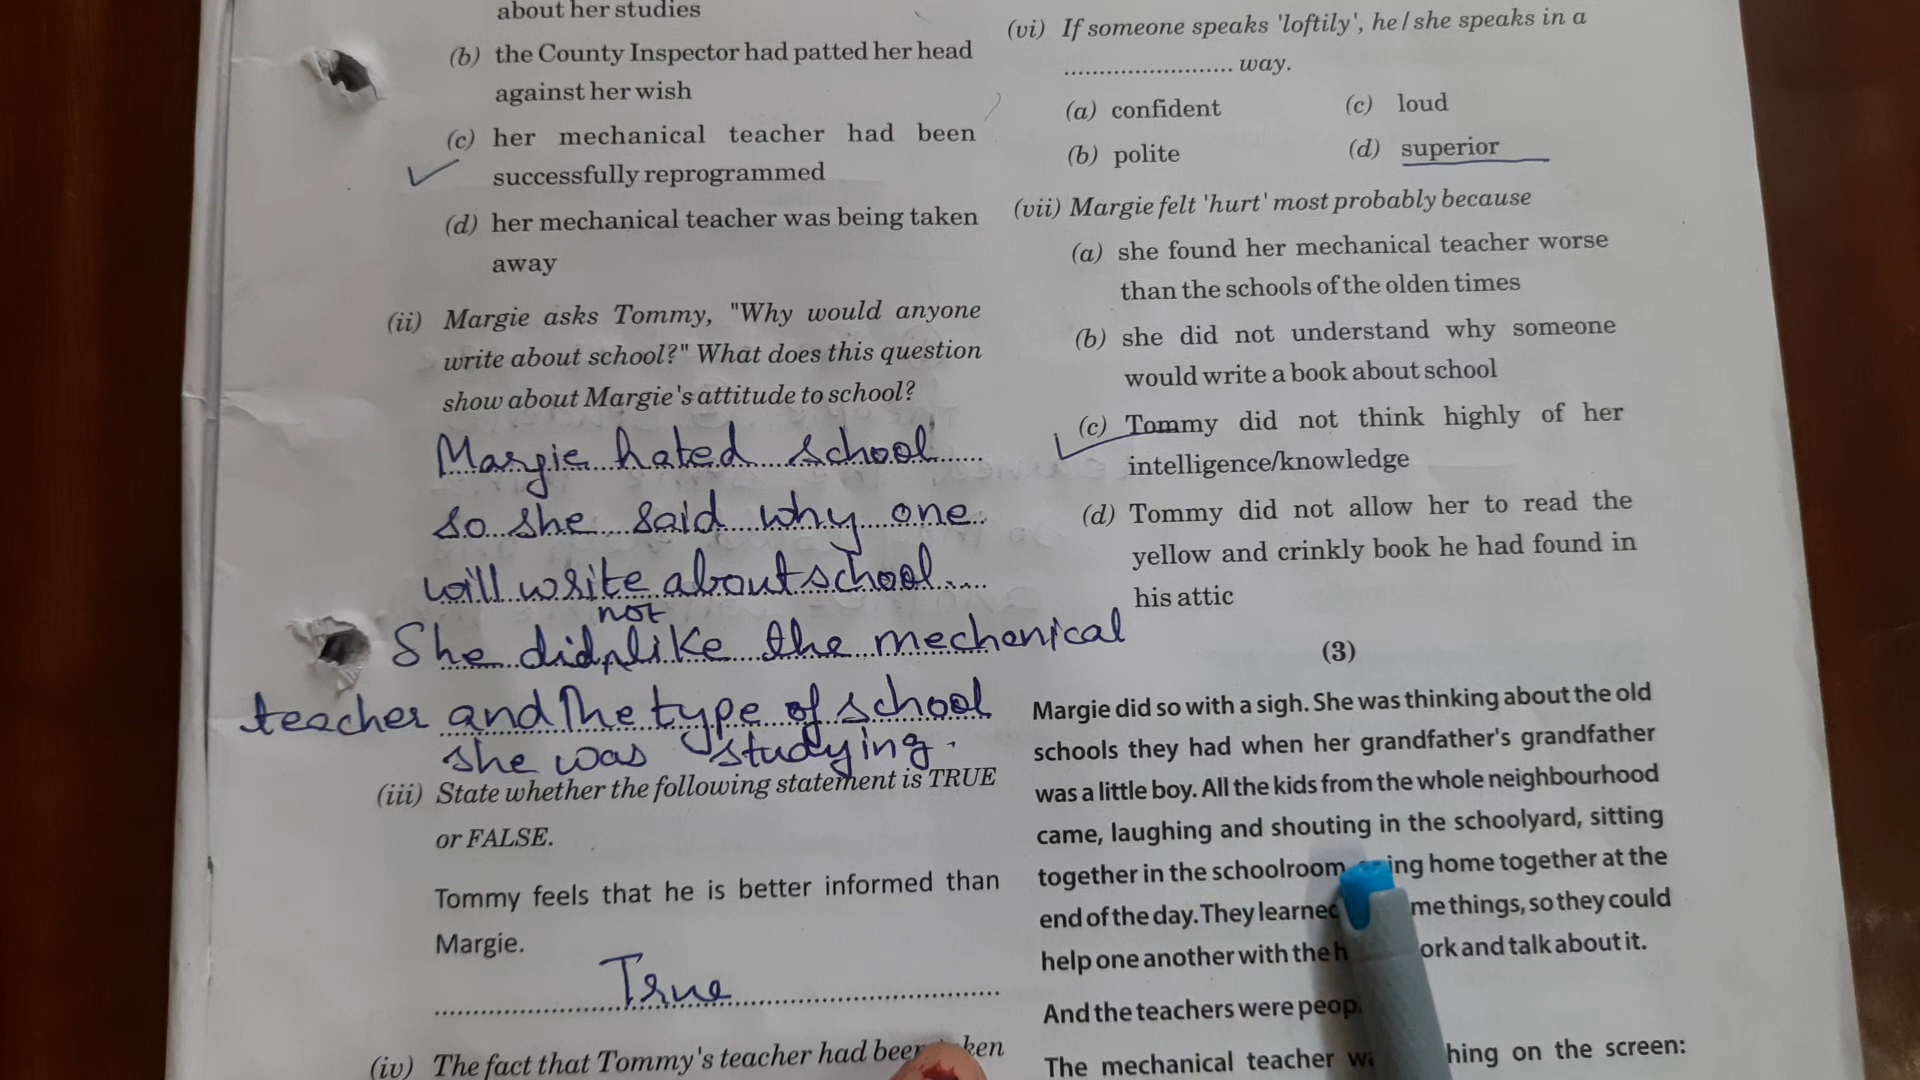 about her studies
(b) the County Inspector had patted her head
against her wish
(c) her mechanical teacher had been
successfully reprogrammed
(d) her mechanical teacher was being taken
away
(ii) Margie asks Tommy, "Why would anyone
write about school?" What does this question
show about Margie's attitude to school?
Margie hated school
so she said why one
will write about school
not
She did like the mechanical
teacher and the type of school
she was studying.
(iii) State whether the following statement is TRUE
or FALSE.
Tommy feels that he is better informed than
Margie.
True
(iv) The fact that Tommy's teacher had been
(vi) If someone speaks 'loftily', he/she speaks in a
........................ way.
(a) confident
(c) loud
(b) polite
(d) superior
(vii) Margie felt 'hurt' most probably because
(a) she found her mechanical teacher worse
than the schools of the olden times
(b) she did not understand why someone
would write a book about school
(c) Tommy did not think highly of her
intelligence/knowledge
(d) Tommy did not allow her to read the
yellow and crinkly book he had found in
his attic
(3)
Margie did so with a sigh. She was thinking about the old
schools they had when her grandfather's grandfather
was a little boy. All the kids from the whole neighbourhood
came, laughing and shouting in the schoolyard, sitting
together in the schoolroom home together at the
end of the day. They learned things, so they could
help one another with the and talk about it.
And the teachers were
The mechanical teacher on the screen: